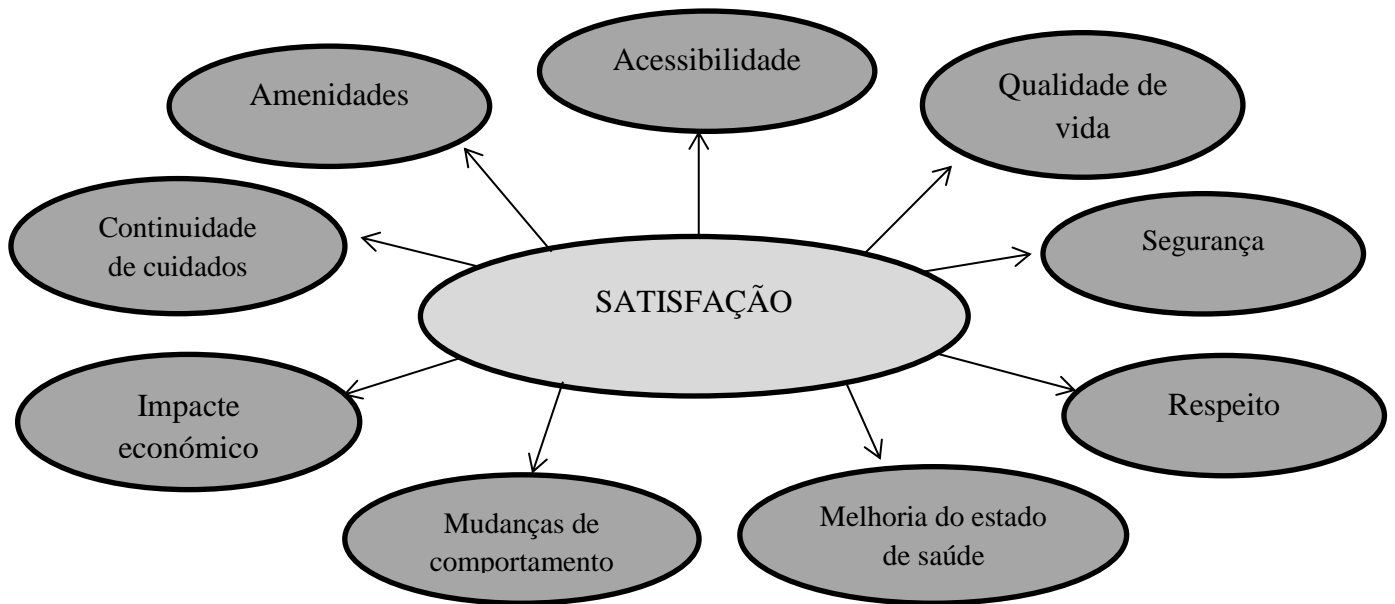 Acessibilidade
Amenidades
Qualidade de
vida
Continuidade
de cuidados
Segurança
SATISFAÇÃO
Impacte
económico
Respeito
Mudanças de
comportamento
Melhoria do estado
de saúde